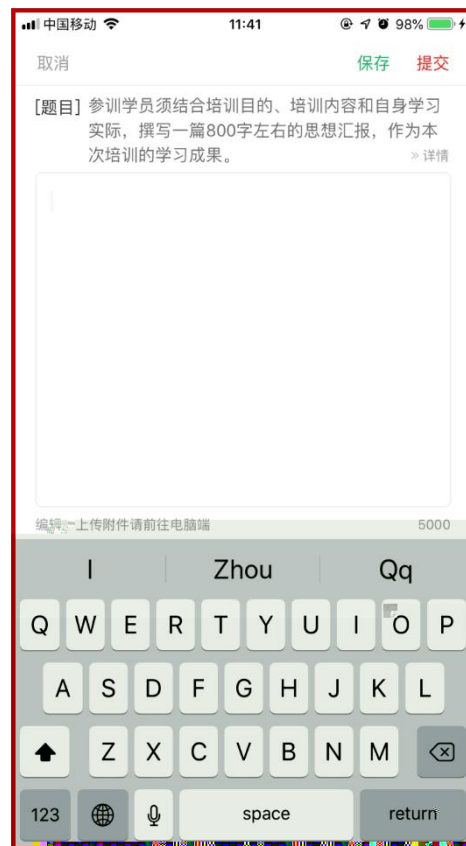 中国移动 11:41 98%
取消 保存 提交
[题目] 参训学员须结合培训目的、培训内容和自身学习
实际，撰写一篇800字左右的思想汇报，作为本
次培训的学习成果。 » 详情
上传附件请前往电脑端 5000
I Zhou Qq
Q W E R T Y U I O P
A S D F G H J K L
Z X C V B N M
123 space return